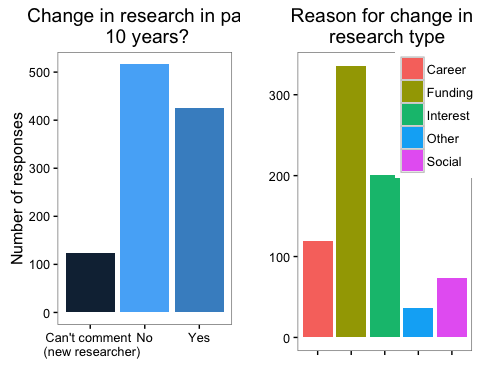 Change in research in pa
10 years?
Number of responses
500
400
300
200
100
0
Can't comment
(new researcher)
No
Yes
Reason for change in
research type
300
200
100
0
Career
Funding
Interest
Other
Social